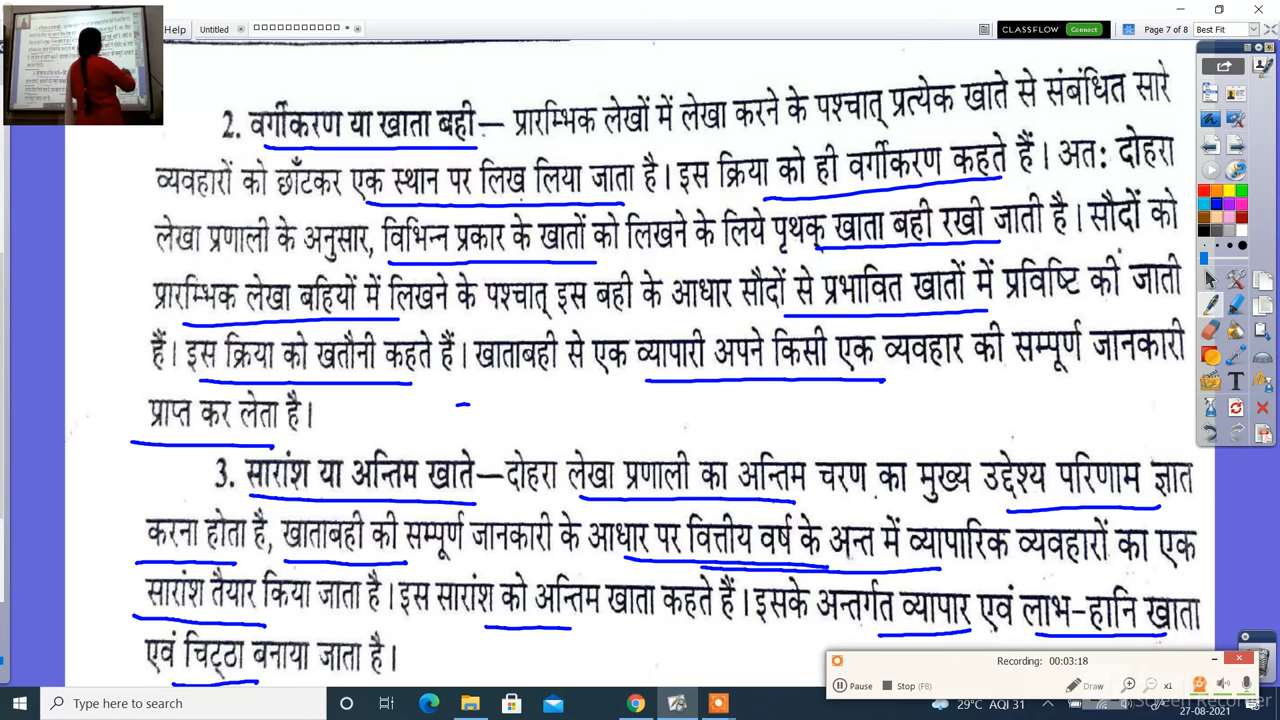 Help
Untitled
CLASSFLOW Connect
Page 7 of 8
Best Fit
2. वर्गीकरण या खाता बही – प्रारम्भिक लेखों में लेखा करने के पश्चात् प्रत्येक खाते से संबंधित सारे
व्यवहारों को छाँटकर एक स्थान पर लिख लिया जाता है। इस क्रिया को ही वर्गीकरण कहते हैं। अतः दोहरा
लेखा प्रणाली के अनुसार, विभिन्न प्रकार के खातों को लिखने के लिये पृथक् खाता बही रखी जाती है। सौदों को
प्रारम्भिक लेखा बहियों में लिखने के पश्चात् इस बही के आधार सौदों से प्रभावित खातों में प्रविष्टि कीं जाती
हैं। इस क्रिया को खतौनी कहते हैं। खाताबही से एक व्यापारी अपने किसी एक व्यवहार की सम्पूर्ण जानकारी
प्राप्त कर लेता है।
3. सारांश या अन्तिम खाते–दोहरा लेखा प्रणाली का अन्तिम चरण का मुख्य उद्देश्य परिणाम ज्ञात
करना होता है, खाताबही की सम्पूर्ण जानकारी के आधार पर वित्तीय वर्ष के अन्त में व्यापारिक व्यवहारों का एक
सारांश तैयार किया जाता है। इस सारांश को अन्तिम खाता कहते हैं। इसके अन्तर्गत व्यापार एवं लाभ-हानि खाता
एवं चिट्ठा बनाया जाता है।
Recording: 00:03:18
Pause
Stop (F8)
Draw
x1
Type here to search
29°C AQI 31
27-08-2021
Screen Recorder